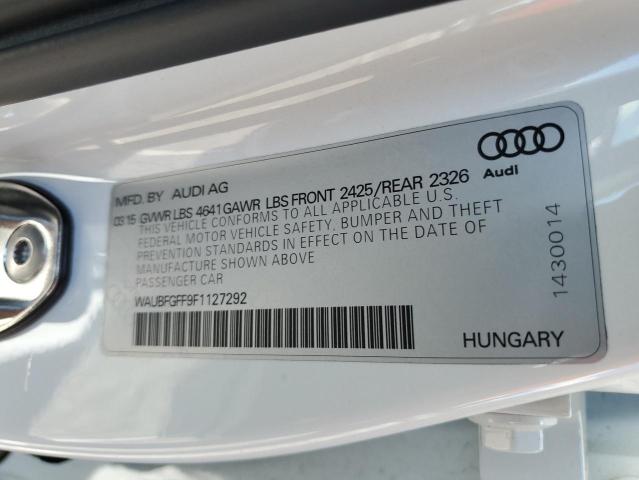 MFD. BY AUDI AG
03 15 GVWR LBS 4641 GAWR LBS FRONT 2425/REAR 2326
THIS VEHICLE CONFORMS TO ALL APPLICABLE U.S.
FEDERAL MOTOR VEHICLE SAFETY, BUMPER AND THEFT
PREVENTION STANDARDS IN EFFECT ON THE DATE OF
MANUFACTURE SHOWN ABOVE
PASSENGER CAR
WAUBFGFF9F1127292
Audi
1430014
HUNGARY